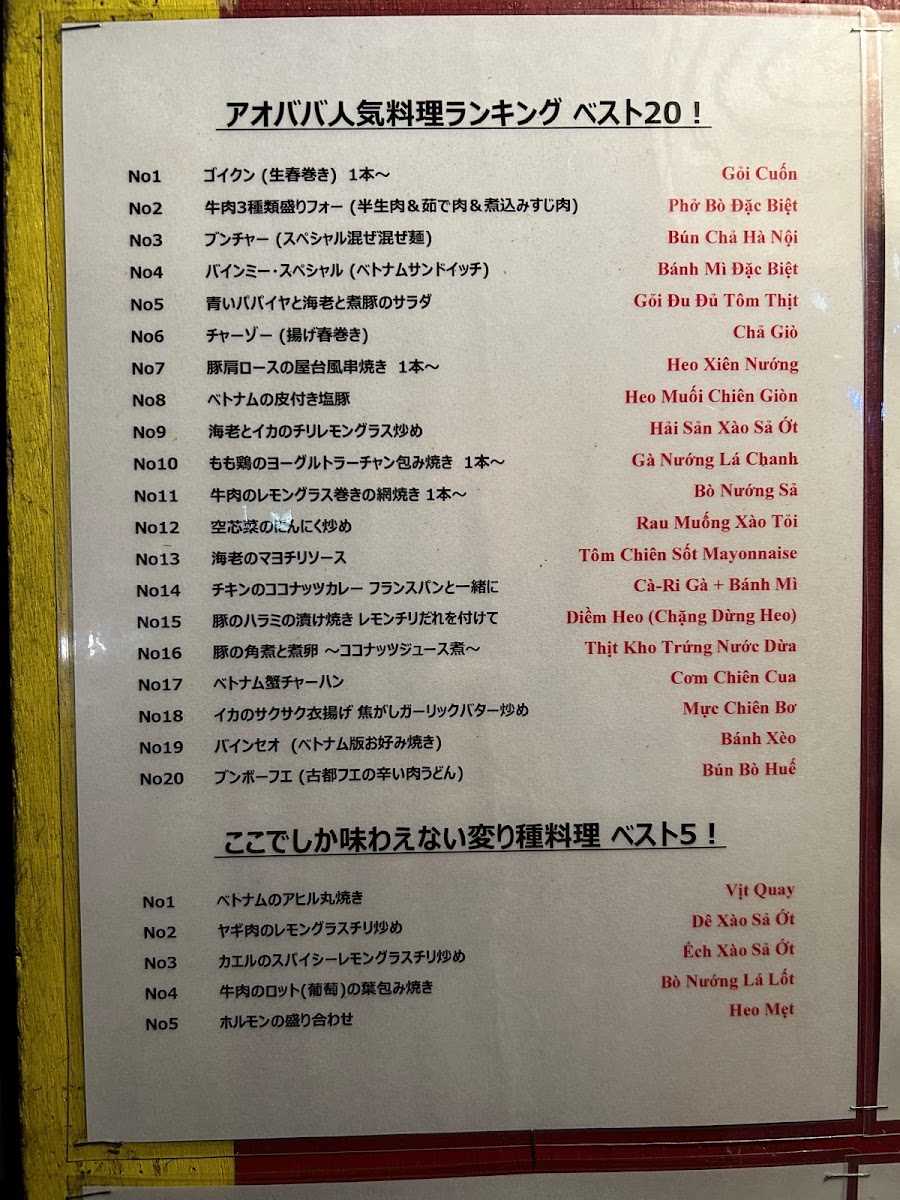 アオババ人気料理ランキング ベスト20！
No1 ゴイクン (生春巻き) 1本～ Gỏi Cuốn
No2 牛肉3種類盛りフォー (半生肉＆茹で肉＆煮込みすじ肉) Phở Bò Đặc Biệt
No3 ブンチャー (スペシャル混ぜ混ぜ麺) Bún Chả Hà Nội
No4 バインミー・スペシャル (ベトナムサンドイッチ) Bánh Mì Đặc Biệt
No5 青いパパイヤと海老と煮豚のサラダ Gỏi Đu Đủ Tôm Thịt
No6 チャーゾー (揚げ春巻き) Chả Giò
No7 豚肩ロースの屋台風串焼き 1本～ Heo Xiên Nướng
No8 ベトナムの皮付き塩豚 Heo Muối Chiên Giòn
No9 海老とイカのチリレモングラス炒め Hải Sản Xào Sả Ớt
No10 もも鶏のヨーグルトラーチャン包み焼き 1本～ Gà Nướng Lá Chanh
No11 牛肉のレモングラス巻きの網焼き 1本～ Bò Nướng Sả
No12 空芯菜のにんにく炒め Rau Muống Xào Tỏi
No13 海老のマヨチリソース Tôm Chiên Sốt Mayonnaise
No14 チキンのココナッツカレー フランスパンと一緒に Cà-Ri Gà + Bánh Mì
No15 豚のハラミの漬け焼き レモンチリだれを付けて Diềm Heo (Chặng Dừng Heo)
No16 豚の角煮と煮卵 ～ココナッツジュース煮～ Thịt Kho Trứng Nước Dừa
No17 ベトナム蟹チャーハン Cơm Chiên Cua
No18 イカのサクサク衣揚げ 焦がしガーリックバター炒め Mực Chiên Bơ
No19 バインセオ (ベトナム版お好み焼き) Bánh Xèo
No20 ブンボーフエ (古都フエの辛い肉うどん) Bún Bò Huế
ここでしか味わえない変り種料理 ベスト5！
No1 ベトナムのアヒル丸焼き Vịt Quay
No2 ヤギ肉のレモングラスチリ炒め Dê Xào Sả Ớt
No3 カエルのスパイシーレモングラスチリ炒め Ếch Xào Sả Ớt
No4 牛肉のロット(葡萄)の葉包み焼き Bò Nướng Lá Lốt
No5 ホルモンの盛り合わせ Heo Mẹt